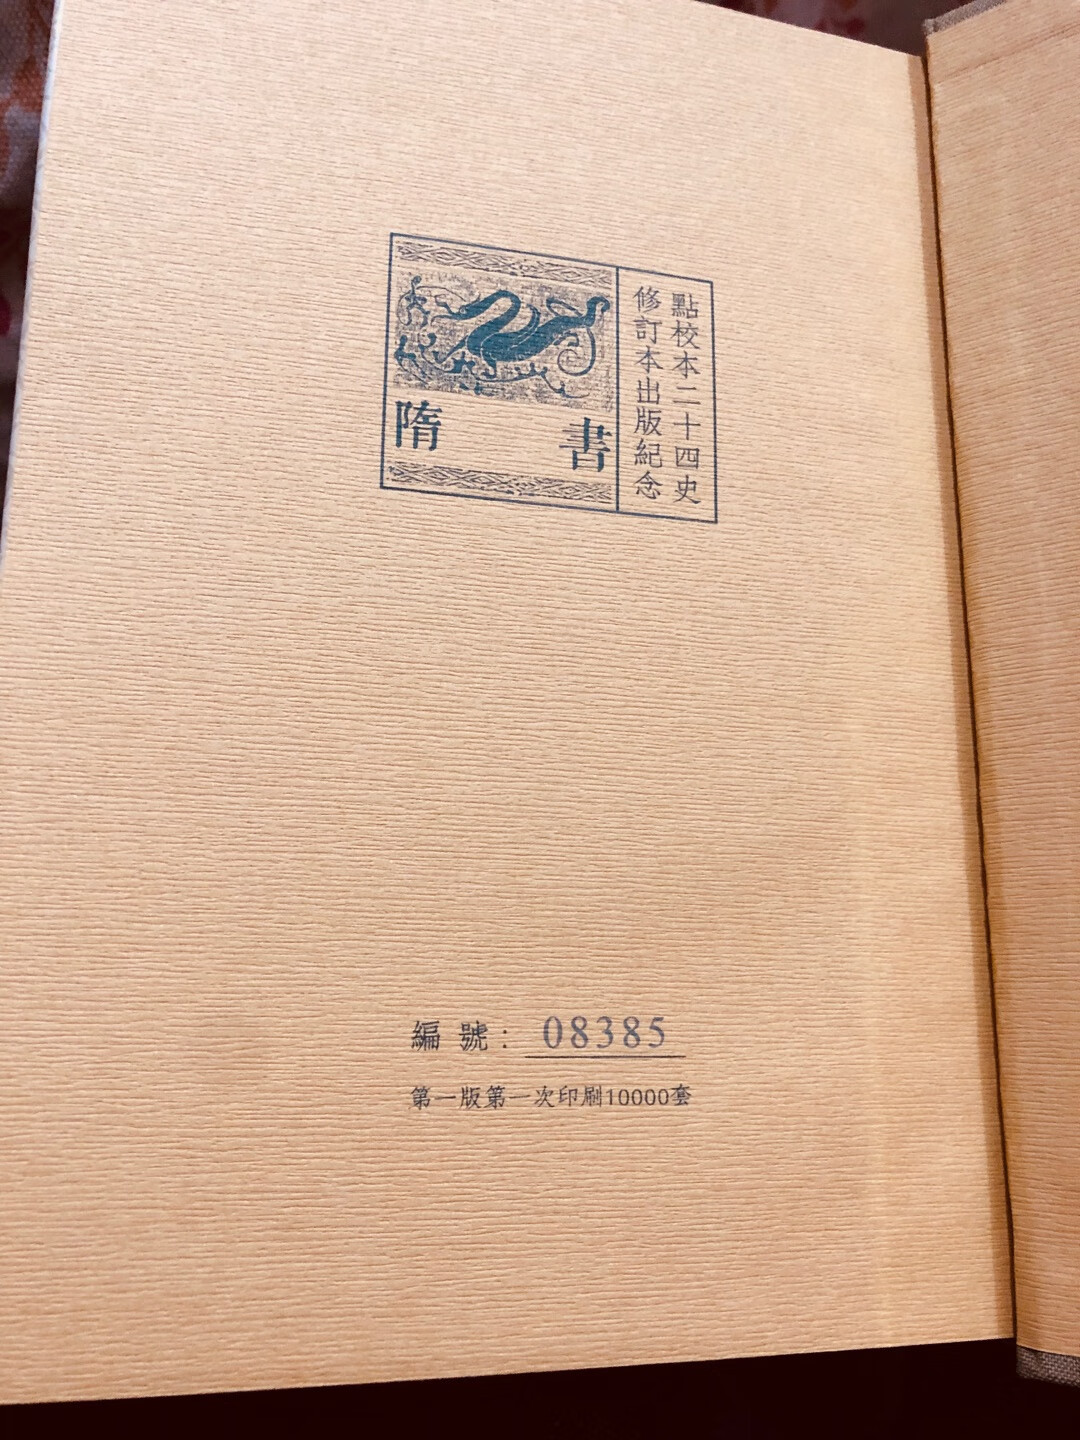 點校本二十四史
修訂本出版紀念
隋書
編號：08385
第一版第一次印刷10000套